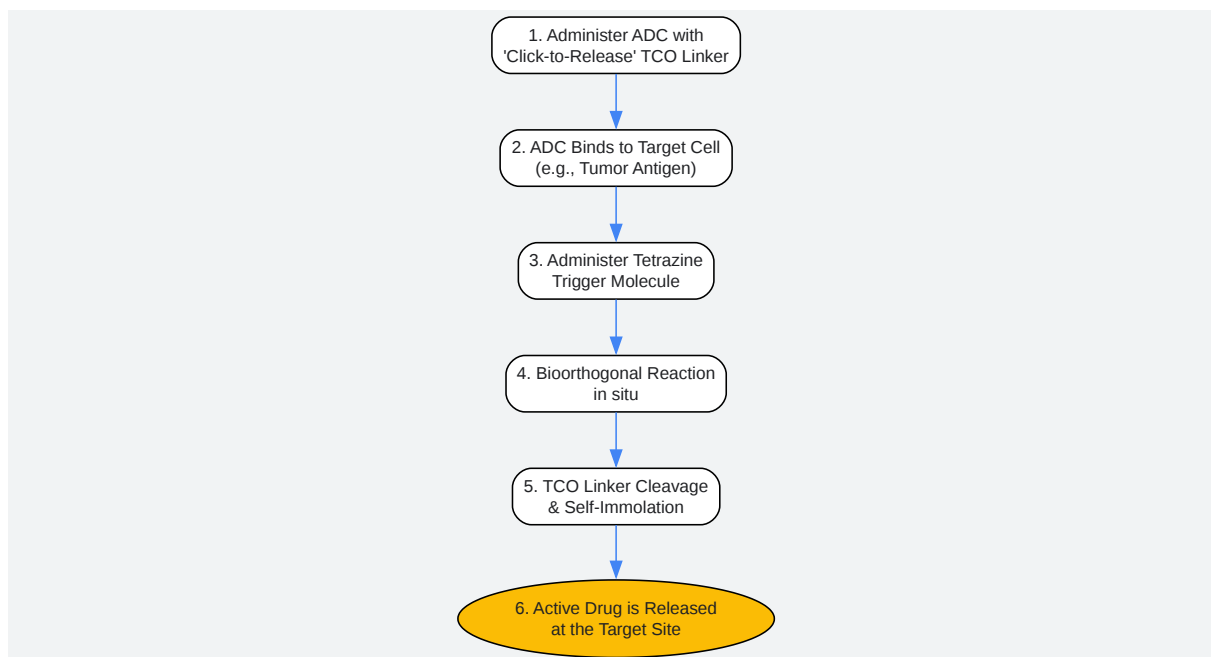 1. Administer ADC with
'Click-to-Release' TCO Linker
2. ADC Binds to Target Cell
(e.g., Tumor Antigen)
3. Administer Tetrazine
Trigger Molecule
4. Bioorthogonal Reaction
in situ
5. TCO Linker Cleavage
& Self-Immolation
6. Active Drug is Released
at the Target Site